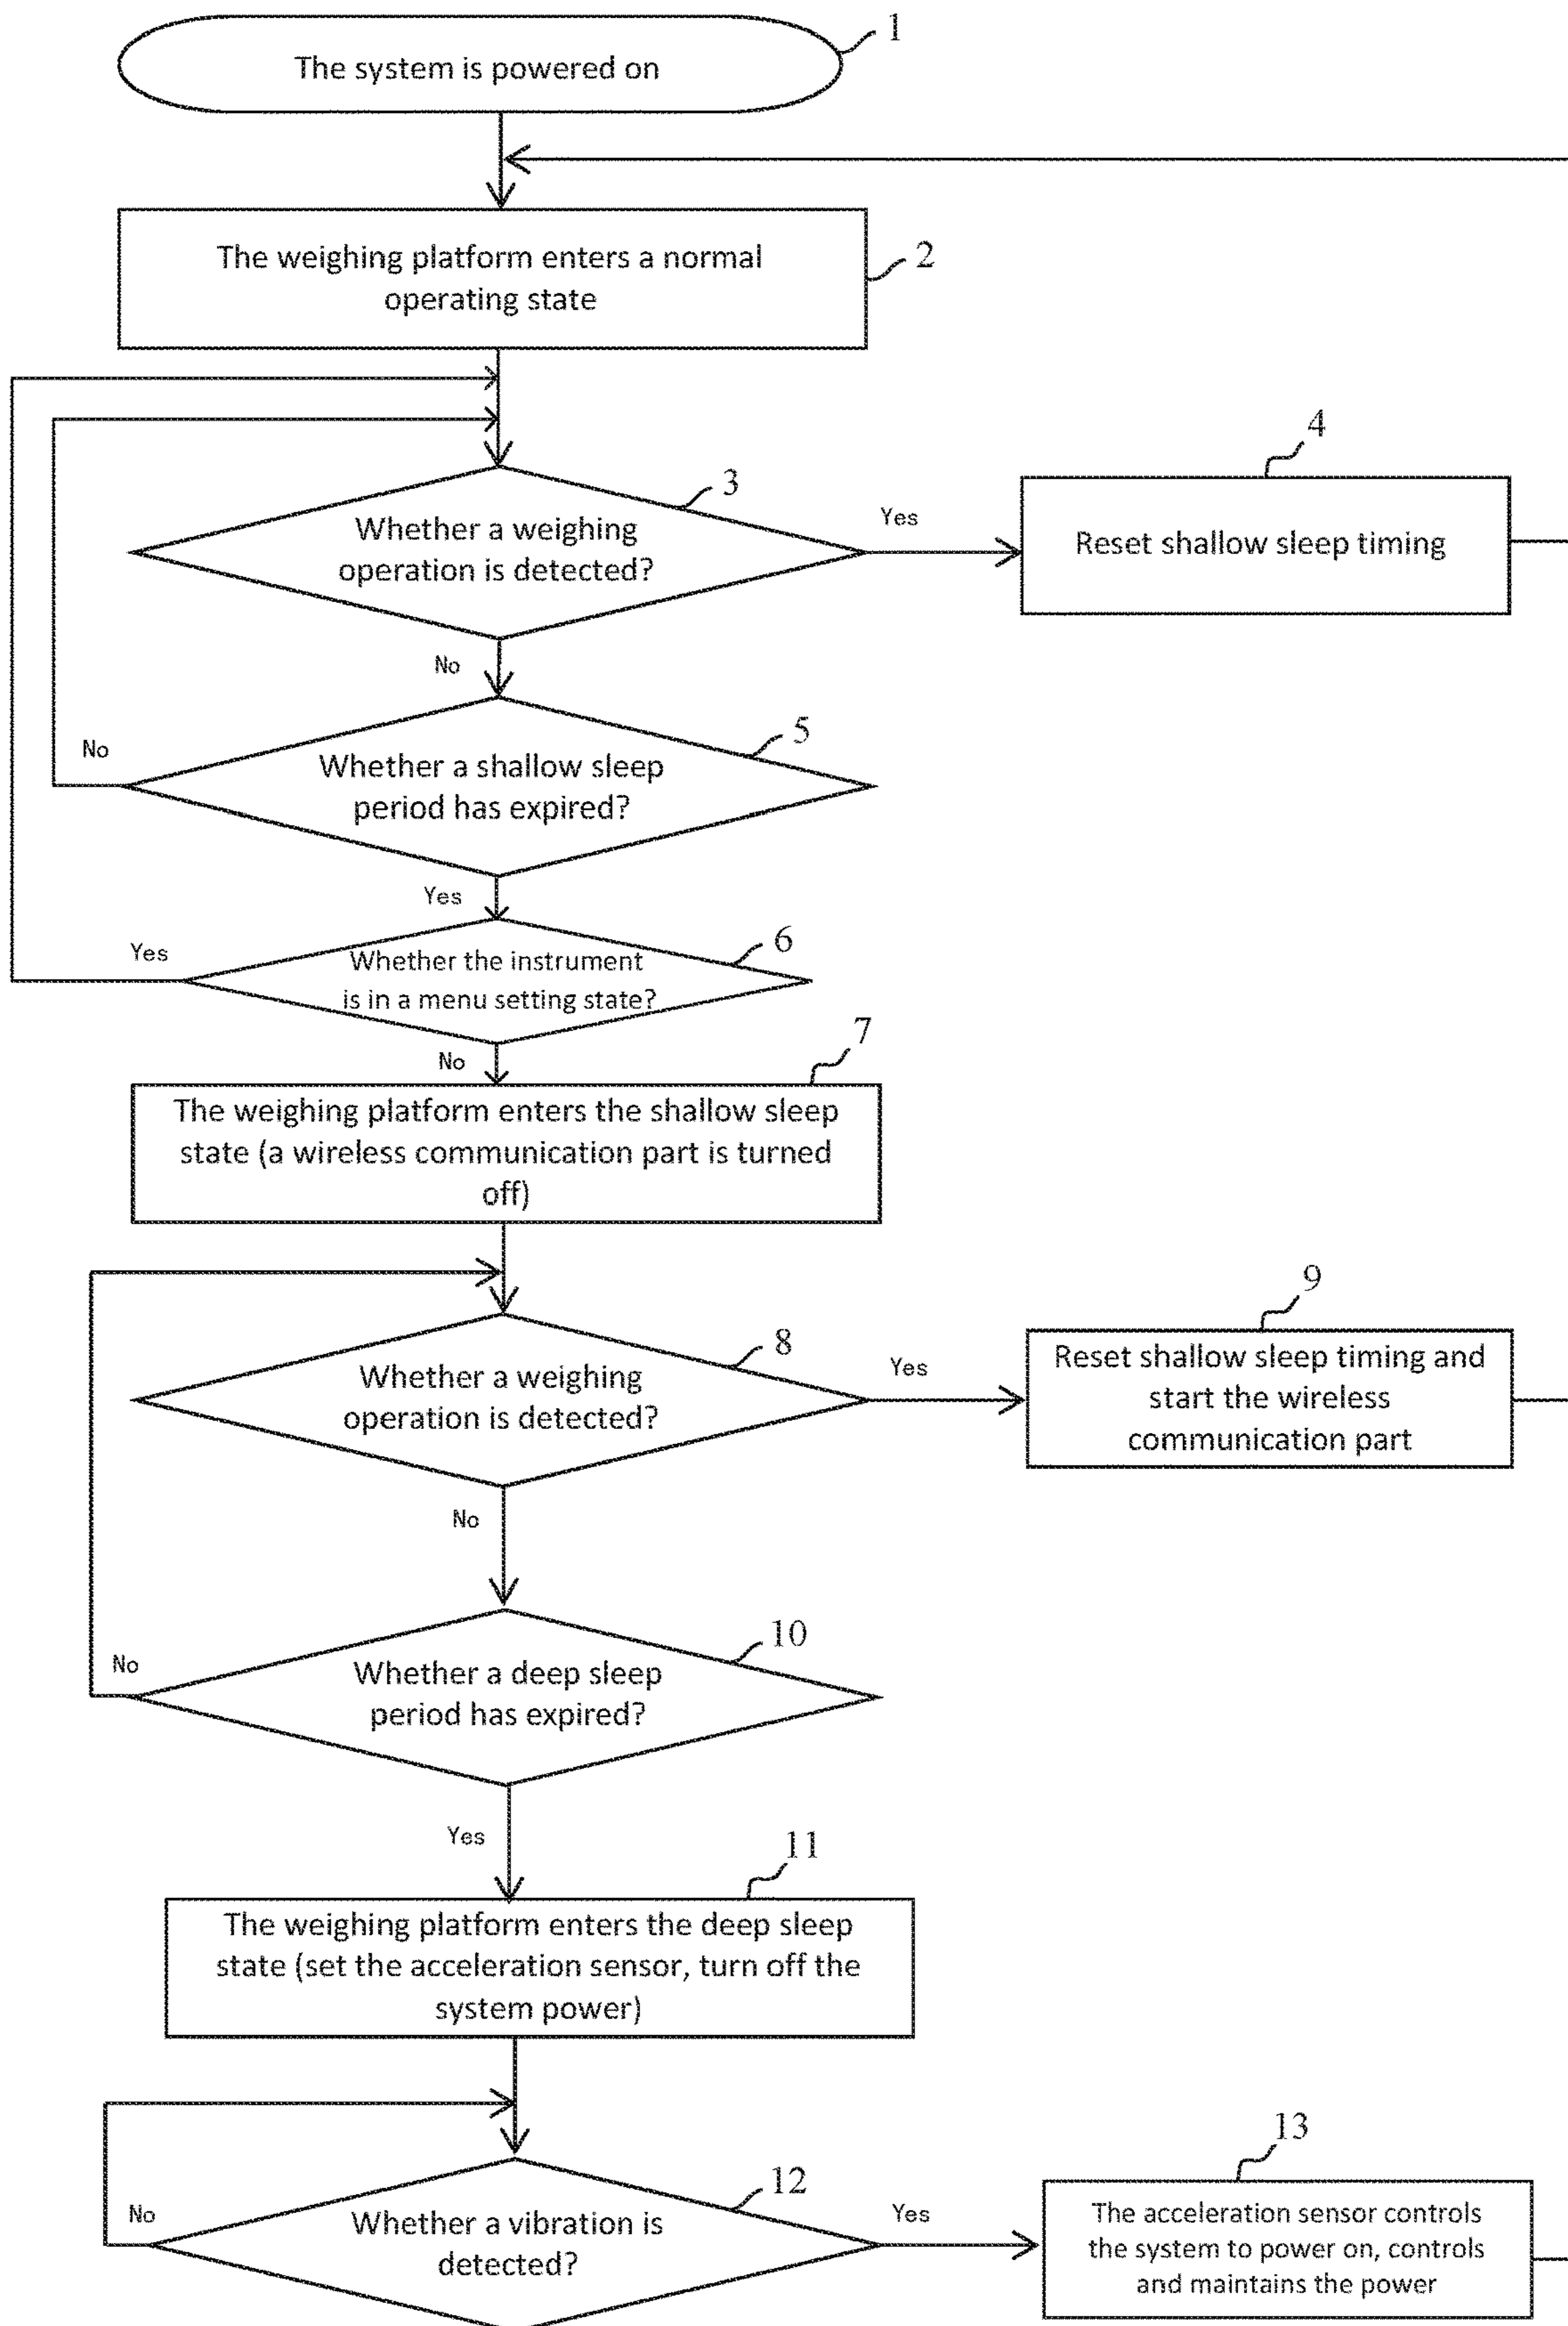 1
The system is powered on
2
The weighing platform enters a normal
operating state
3
Whether a weighing
operation is detected?
Yes
4
Reset shallow sleep timing
No
5
Whether a shallow sleep
period has expired?
No
Yes
6
Whether the instrument
is in a menu setting state?
Yes
No
7
The weighing platform enters the shallow sleep
state (a wireless communication part is turned
off)
8
Whether a weighing
operation is detected?
Yes
9
Reset shallow sleep timing and
start the wireless
communication part
No
10
Whether a deep sleep
period has expired?
No
Yes
11
The weighing platform enters the deep sleep
state (set the acceleration sensor, turn off the
system power)
12
Whether a vibration is
detected?
No
Yes
13
The acceleration sensor controls
the system to power on, controls
and maintains the power